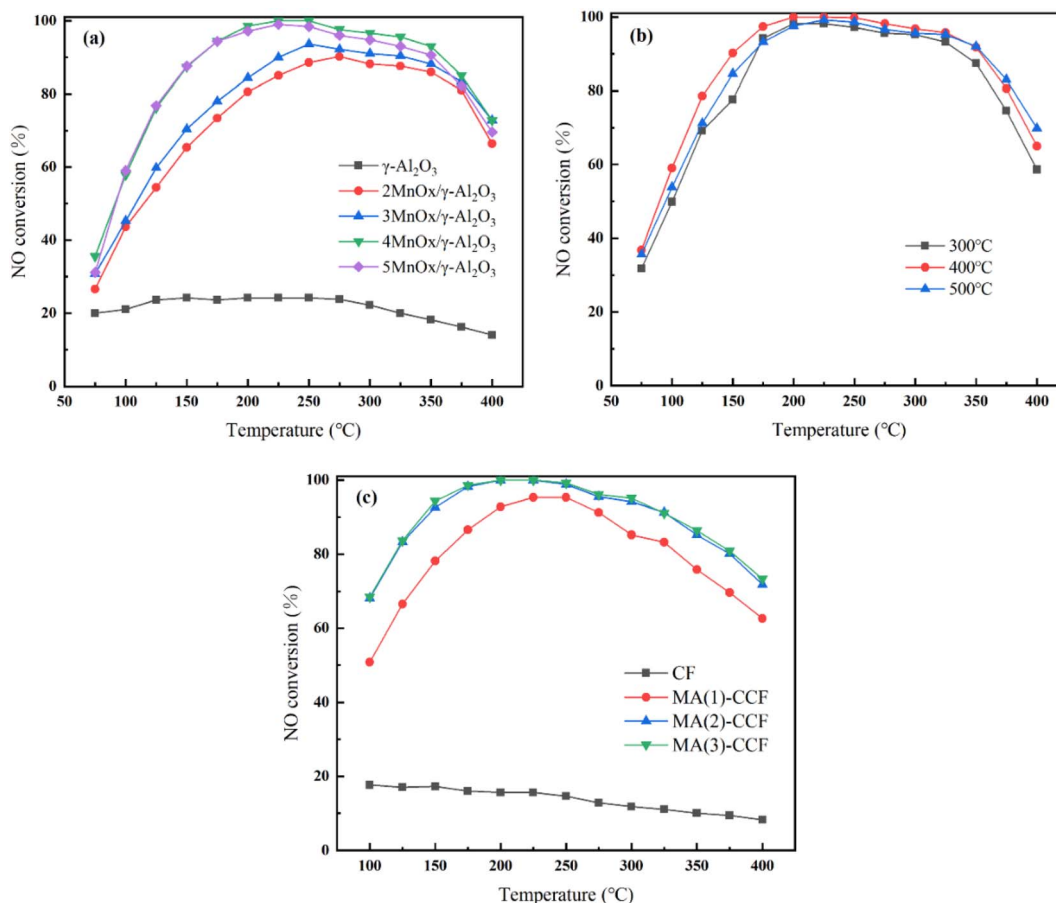 (a)
NO conversion (%)
100
80
60
40
20
0
γ-Al₂O₃
2MnOx/γ-Al₂O₃
3MnOx/γ-Al₂O₃
4MnOx/γ-Al₂O₃
5MnOx/γ-Al₂O₃
50 100 150 200 250 300 350 400
Temperature (℃)
(b)
NO conversion (%)
100
80
60
40
20
0
300℃
400℃
500℃
50 100 150 200 250 300 350 400
Temperature (℃)
(c)
NO conversion (%)
100
80
60
40
20
0
CF
MA(1)-CCF
MA(2)-CCF
MA(3)-CCF
100 150 200 250 300 350 400
Temperature (℃)